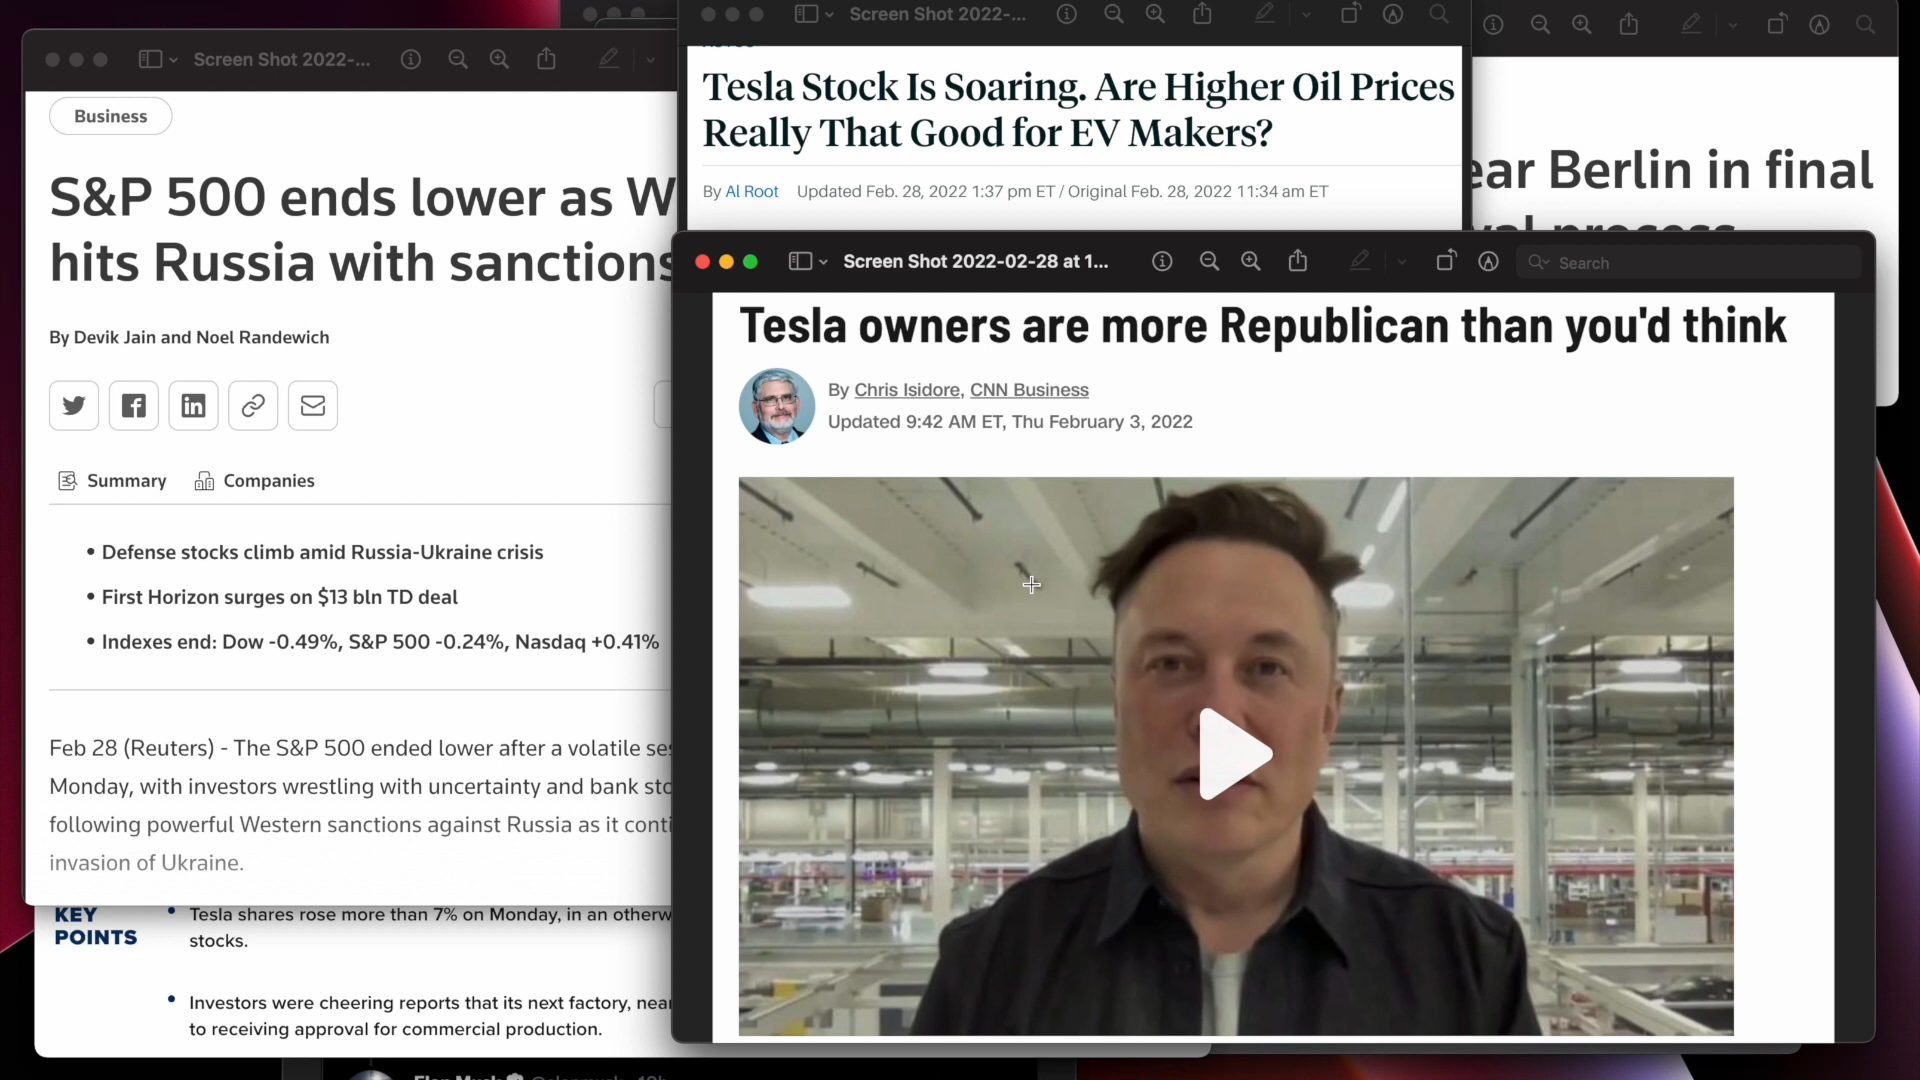 Screen Shot 2022-...
Business
S&P 500 ends lower as W
hits Russia with sanctions
By Devik Jain and Noel Randewich
Summary
Companies
• Defense stocks climb amid Russia-Ukraine crisis
• First Horizon surges on $13 bln TD deal
• Indexes end: Dow -0.49%, S&P 500 -0.24%, Nasdaq +0.41%
Feb 28 (Reuters) - The S&P 500 ended lower after a volatile ses
Monday, with investors wrestling with uncertainty and bank sto
following powerful Western sanctions against Russia as it conti
invasion of Ukraine.
KEY
POINTS
• Tesla shares rose more than 7% on Monday, in an otherw
stocks.
• Investors were cheering reports that its next factory, near
to receiving approval for commercial production.
Screen Shot 2022-...
Tesla Stock Is Soaring. Are Higher Oil Prices
Really That Good for EV Makers?
By Al Root Updated Feb. 28, 2022 1:37 pm ET / Original Feb. 28, 2022 11:34 am ET
ear Berlin in final
val process
Screen Shot 2022-02-28 at 1...
Search
Tesla owners are more Republican than you'd think
By Chris Isidore, CNN Business
Updated 9:42 AM ET, Thu February 3, 2022
Elon Musk